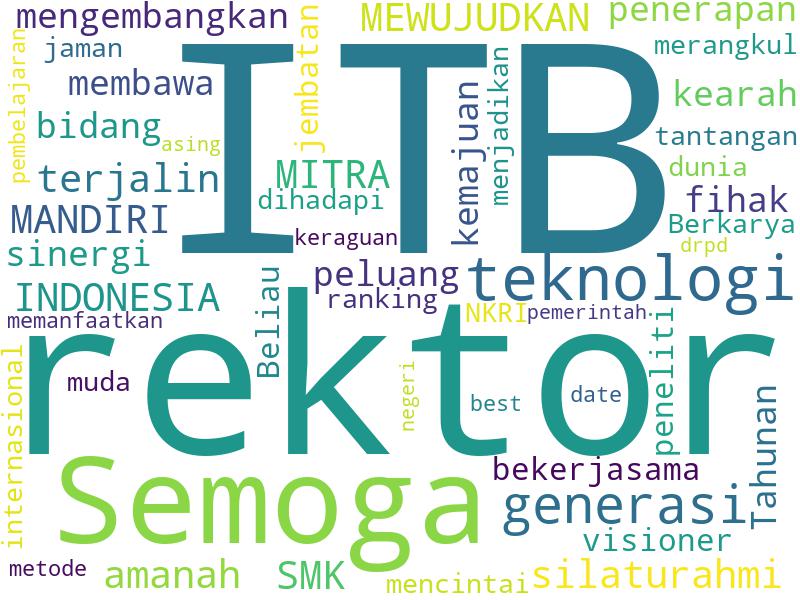 mengembangkan
MEWUJUDKAN
penerapan
jaman
merangkul
membawa
jembatan
pembelajaran
ITB
kemajuan
menjadikan
kearah
bidang
asing
tantangan
terjalin
MITRA
dunia
dihadapi
fihak
MANDIRI
Berkarya
keraguan
drpd
sinergi
peluang
teknologi
INDONESIA
Beliau
ranking
memanfaatkan
NKRI
pemerintah
rektor
muda
negeri
best
date
peneliti
internasional
Semoga
bekerjasama
Tahunan
generasi
visioner
metode
amanah
SMK
mencintai
silaturahmi